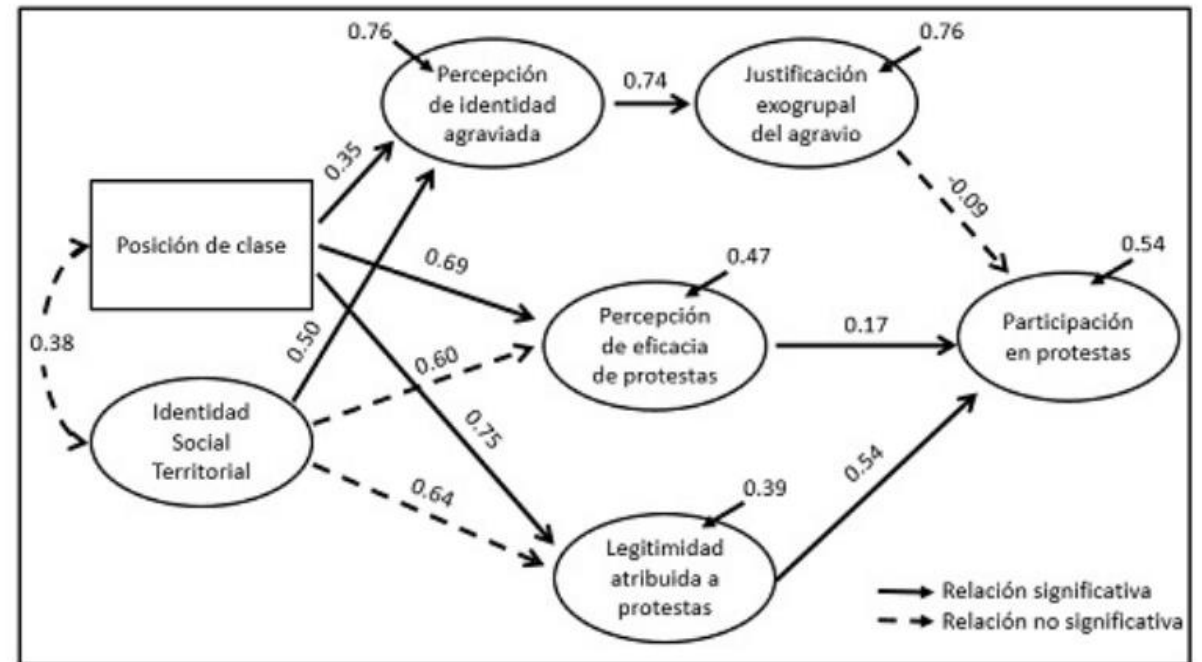 0.76
Percepción
de identidad
agraviada
0.74
0.76
Justificación
exogrupal
del agravio
0.35
-0.09
Posición de clase
0.69
0.47
0.54
Percepción
de eficacia
de protestas
0.17
Participación
en protestas
0.38
0.50
0.60
Identidad
Social
Territorial
0.75
0.64
0.39
0.54
Legitimidad
atribuida a
protestas
Relación significativa
Relación no significativa